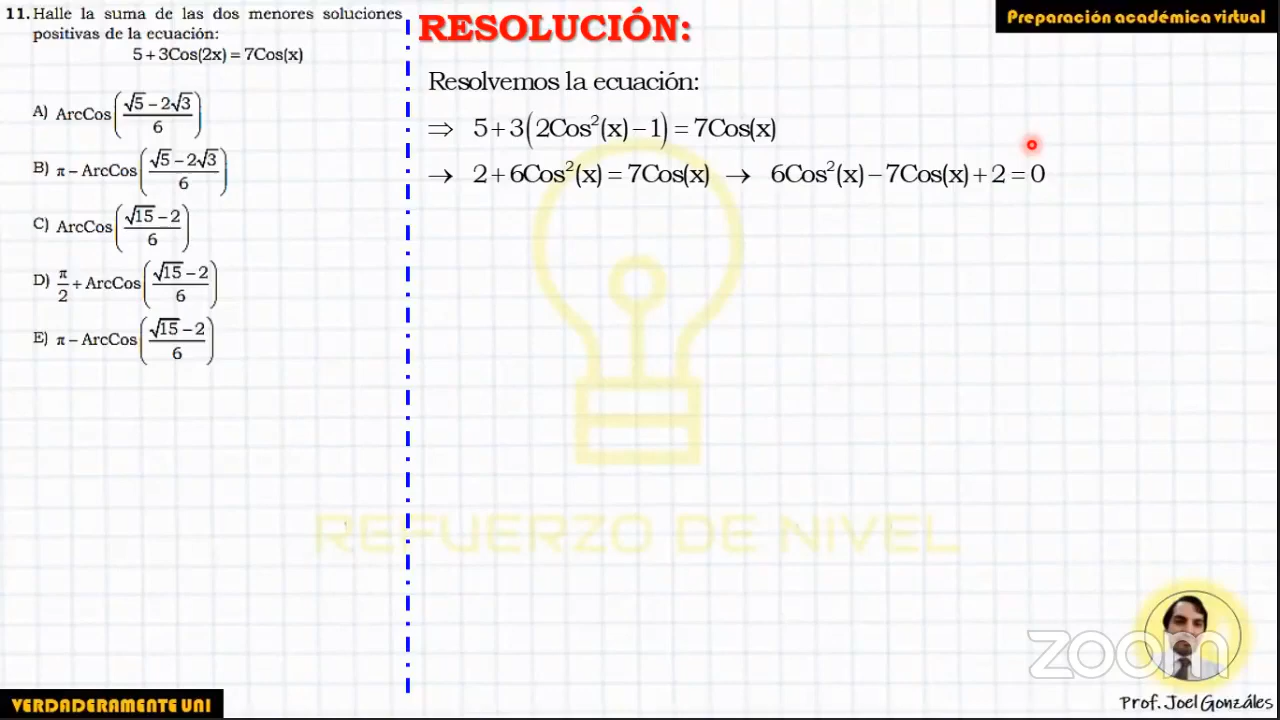 11. Halle la suma de las dos menores soluciones
positivas de la ecuación:
5+3Cos(2x)=7Cos(x)
A) ArcCos((√5−2√3)/6)
B) π−ArcCos((√5−2√3)/6)
C) ArcCos((√15−2)/6)
D) π/2+ArcCos((√15−2)/6)
E) π−ArcCos((√15−2)/6)
RESOLUCIÓN:
Preparación académica virtual
Resolvemos la ecuación:
⇒ 5+3(2Cos²(x)−1)=7Cos(x)
→ 2+6Cos²(x)=7Cos(x) → 6Cos²(x)−7Cos(x)+2=0
REFUERZO DE NIVEL
zoom
Prof. Joel Gonzáles
VERDADERAMENTE UNI